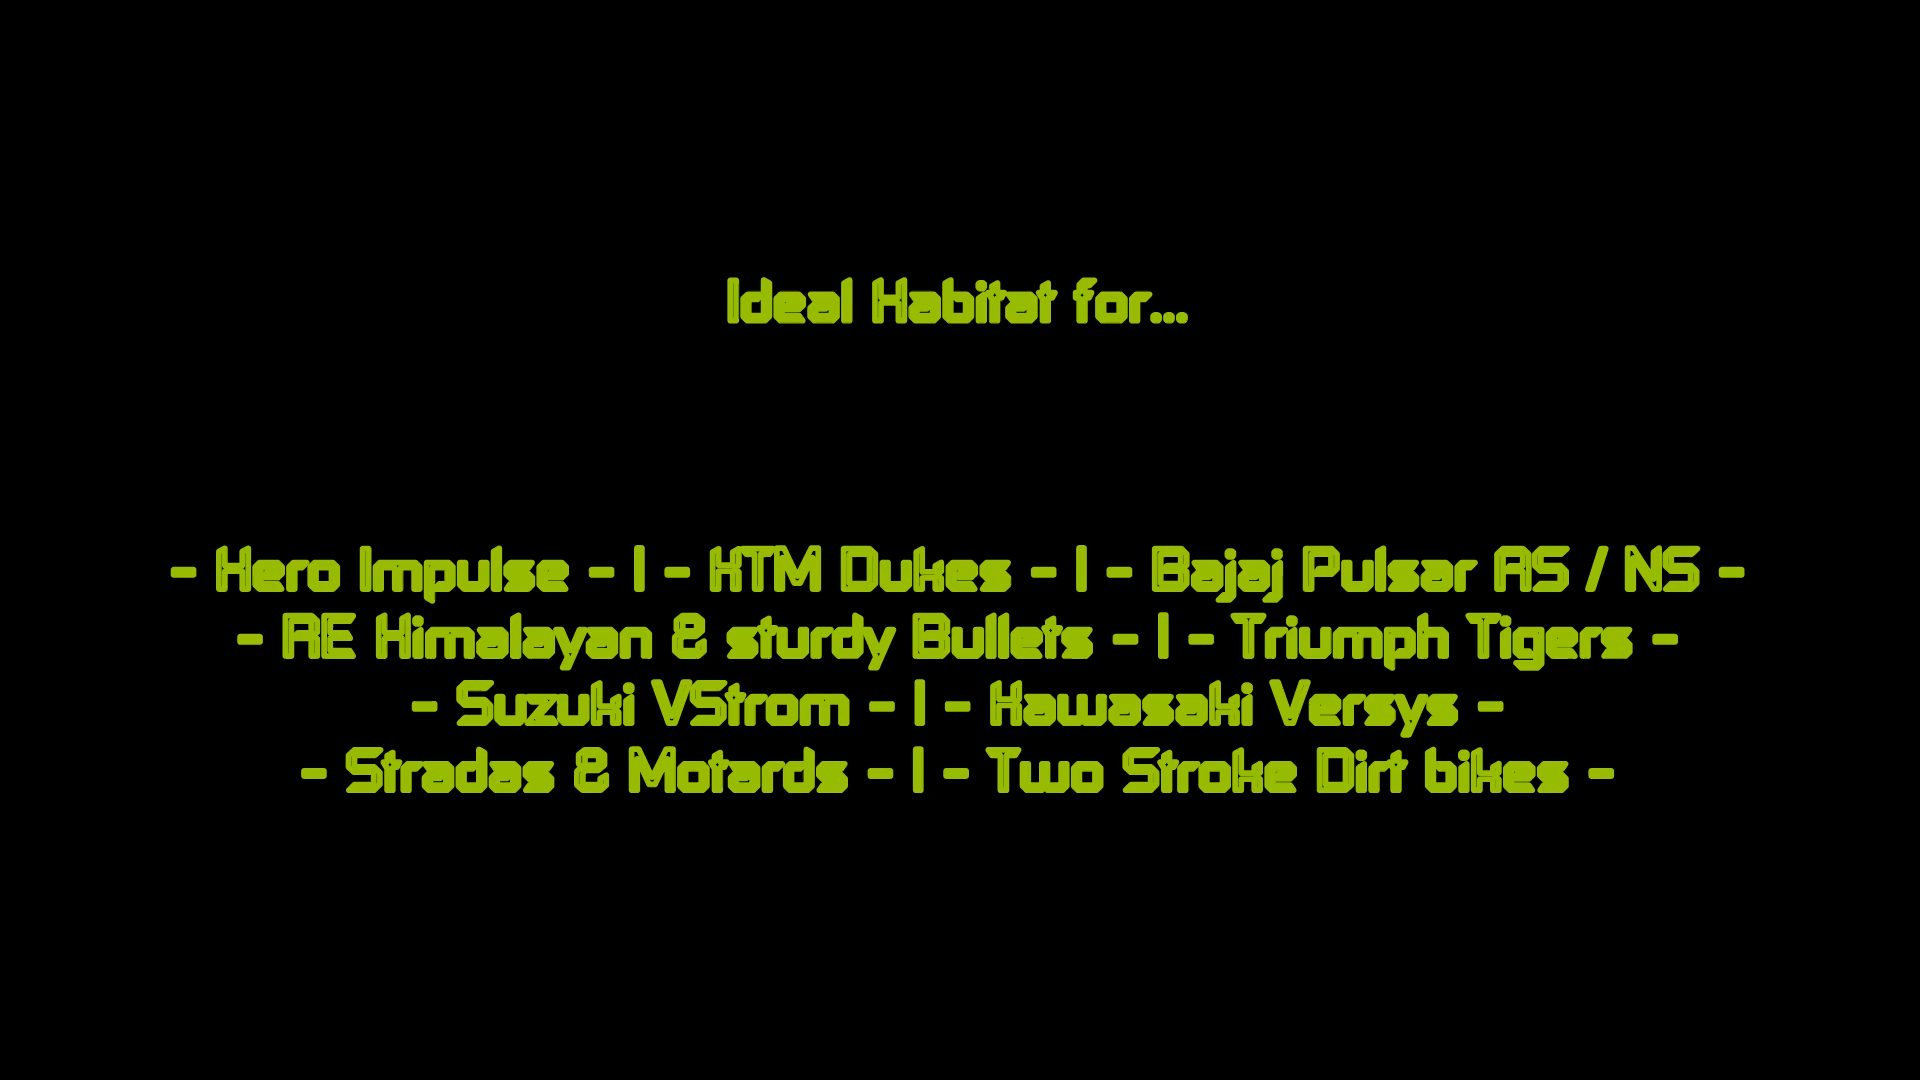 Ideal Habitat for...
- Hero Impulse - | - KTM Dukes - | - Bajaj Pulsar AS / NS -
- RE Himalayan & sturdy Bullets - | - Triumph Tigers -
- Suzuki VStrom - | - Kawasaki Versys -
- Stradas & Motards - | - Two Stroke Dirt bikes -